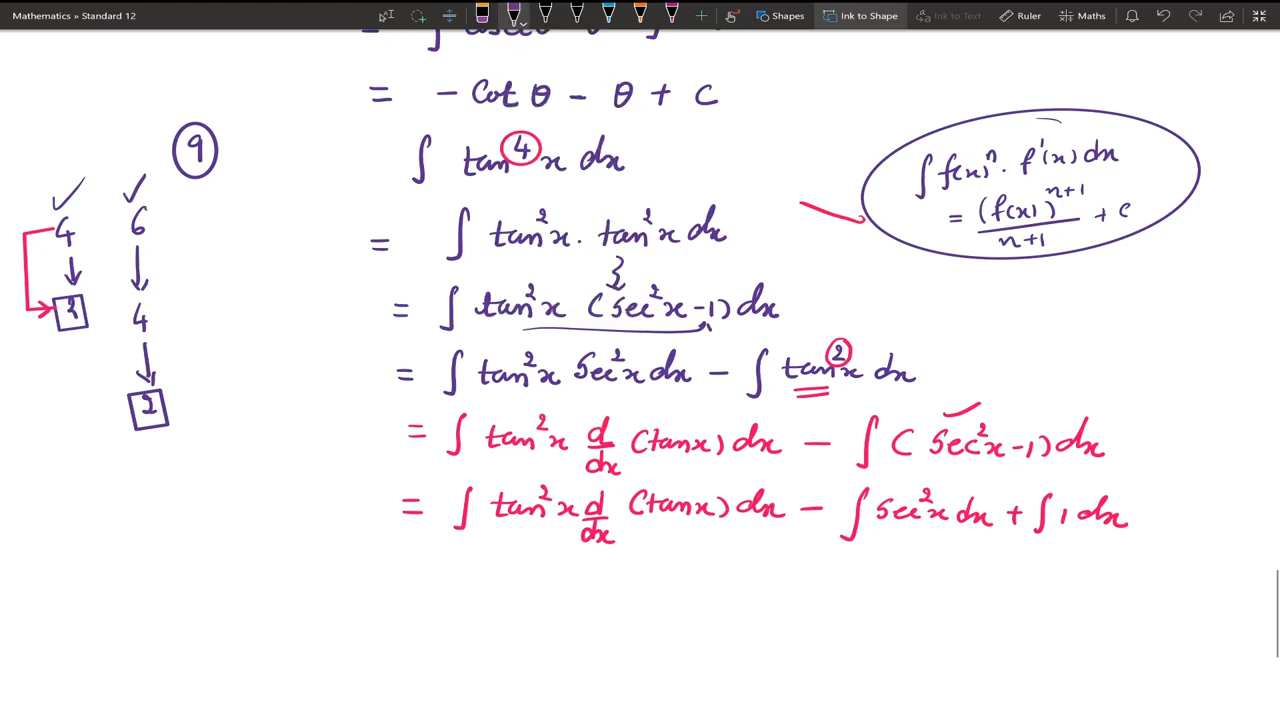 Mathematics » Standard 12
Shapes
Ink to Shape
Ink to Text
Ruler
Maths
= - Cot θ - θ + c
9
∫ tan⁴x dx
∫ f(x)ⁿ · f'(x) dx
= (f(x))ⁿ⁺¹ / n+1 + c
4 6
= ∫ tan²x · tan²x dx
3 4
= ∫ tan²x (Sec²x-1) dx
= ∫ tan²x Sec²x dx - ∫ tan²x dx
2
= ∫ tan²x d/dx (tanx) dx - ∫ (Sec²x-1) dx
= ∫ tan²x d/dx (tanx) dx - ∫ Sec²x dx + ∫ 1 dx